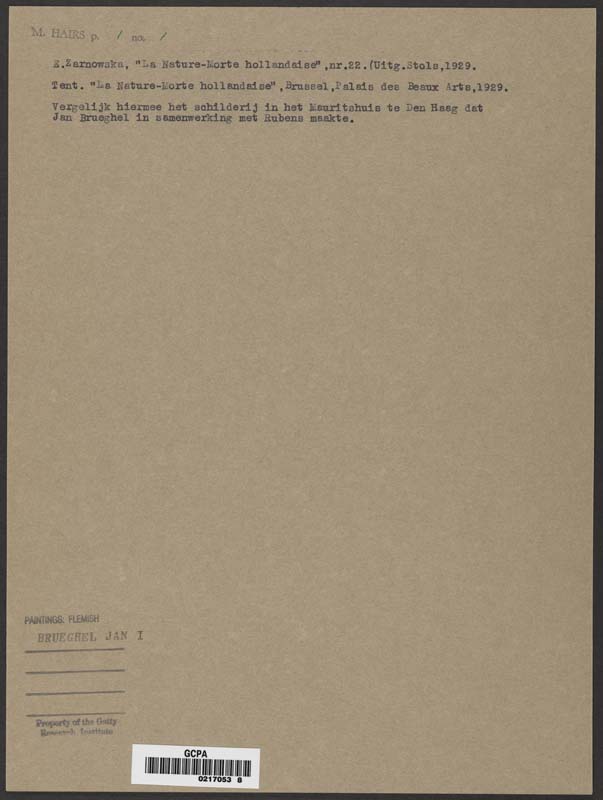 M. HAIRS p. / no. /
E.Zarnowska, "La Nature-Morte hollandaise",nr.22.(Uitg.Stols,1929.
Tent. "La Nature-Morte hollandaise",Brussel,Palais des Beaux Arts,1929.
Vergelijk hiermee het schilderij in het Mauritshuis te Den Haag dat
Jan Brueghel in samenwerking met Rubens maakte.
PAINTINGS: FLEMISH
BRUEGHEL JAN I
Property of the Getty
Research Institute
GCPA
0217053 8